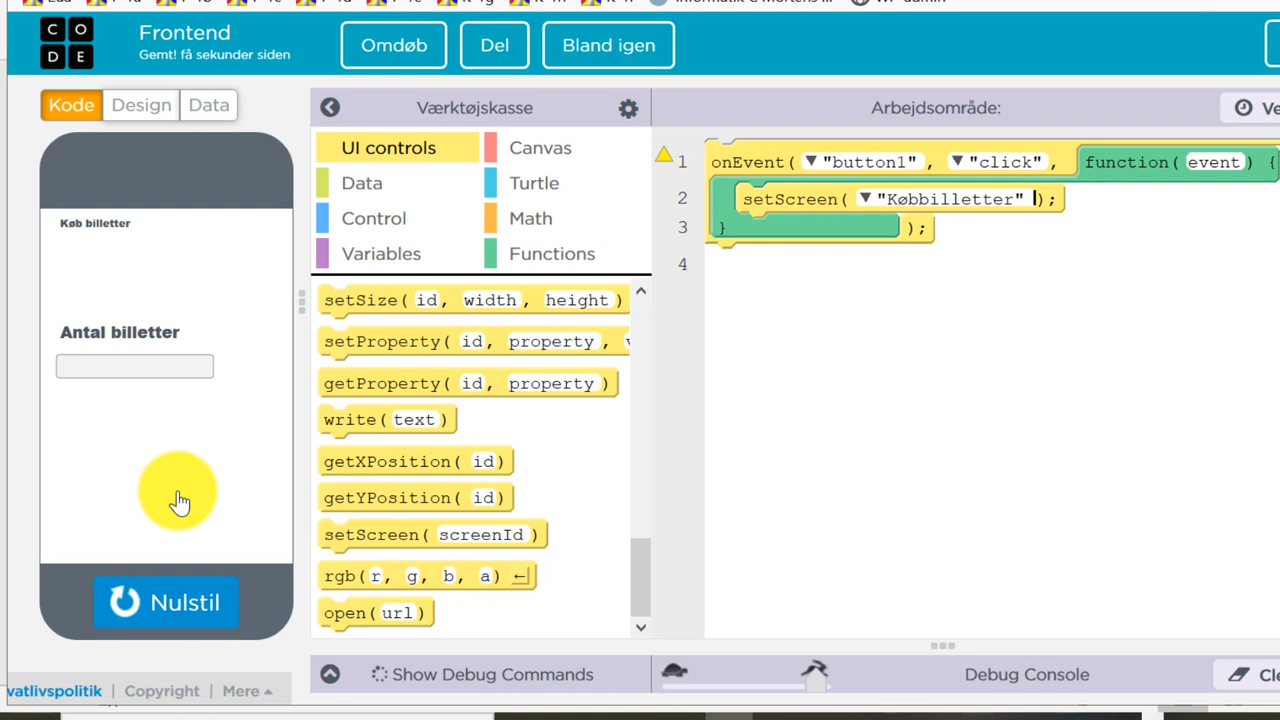 C O
D E
Frontend
Gemt! få sekunder siden
Omdøb
Del
Bland igen
Kode
Design
Data
Værktøjskasse
Arbejdsområde:
Ve
Køb billetter
Antal billetter
Nulstil
UI controls
Canvas
Data
Turtle
Control
Math
Variables
Functions
setSize( id, width, height )
setProperty( id, property, v
getProperty( id, property )
write( text )
getXPosition( id )
getYPosition( id )
setScreen( screenId )
rgb( r, g, b, a )
open( url )
1 onEvent( ▼"button1", ▼"click", function( event ) {
2 setScreen( ▼"Købbilletter" );
3 } );
4
Show Debug Commands
Debug Console
Cle
vatlivspolitik | Copyright | Mere